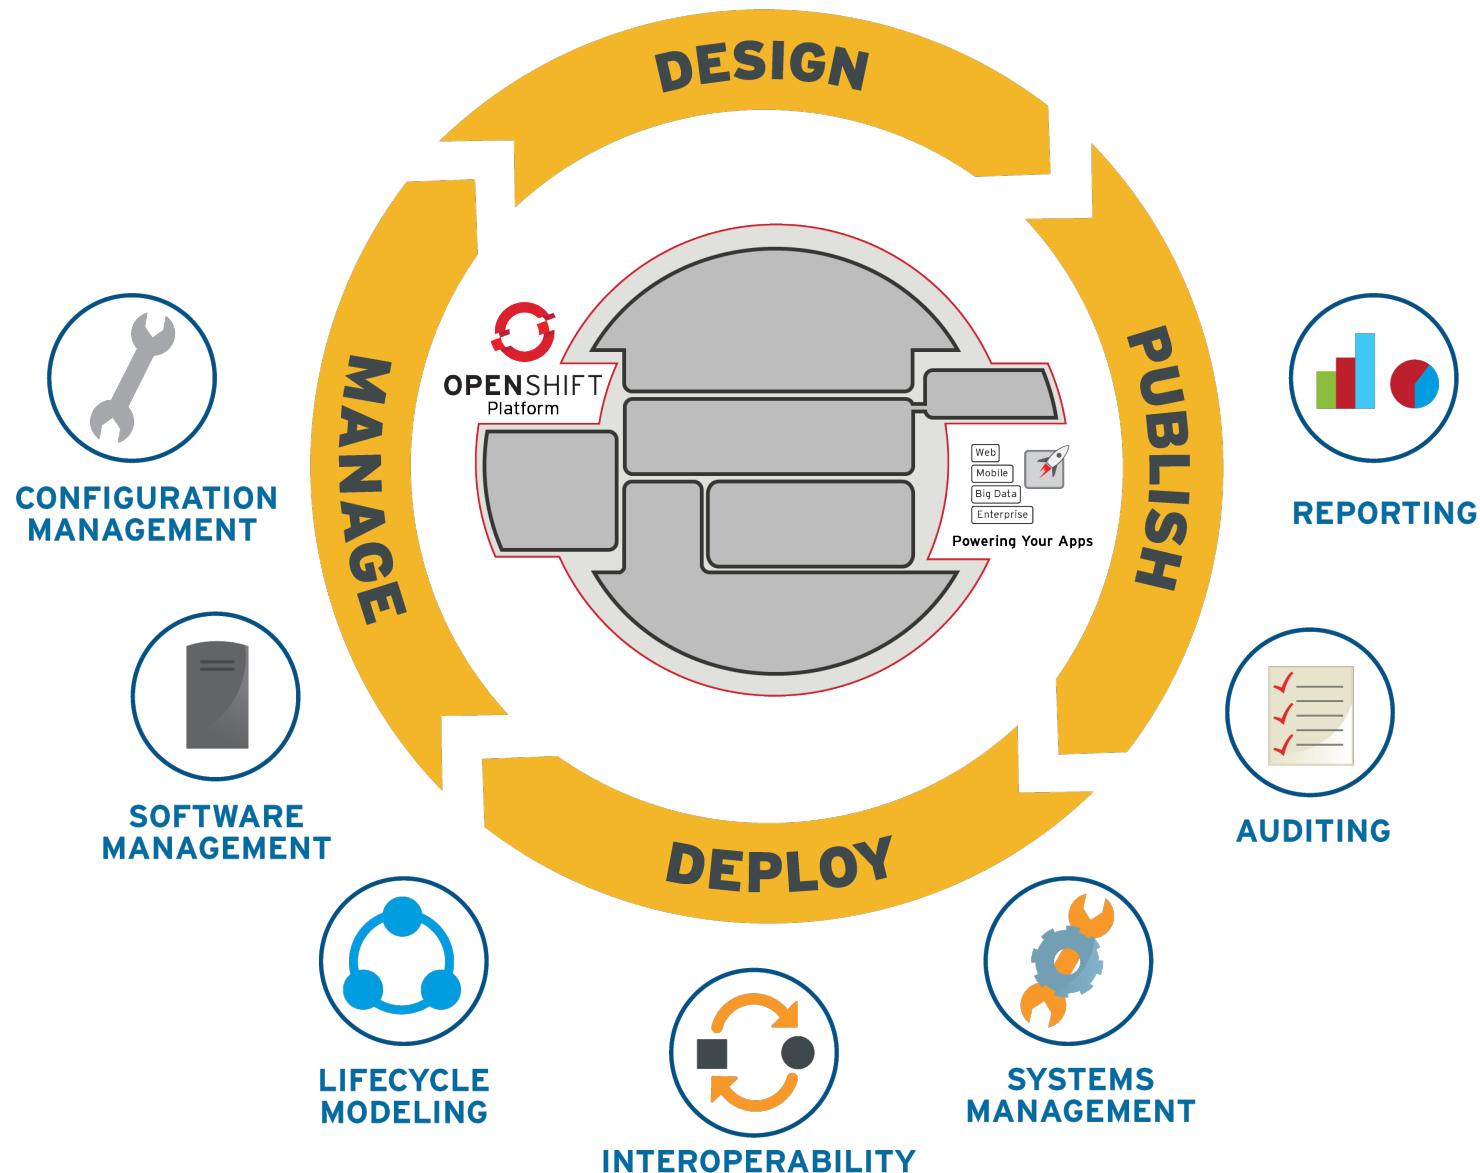 DESIGN
PUBLISH
DEPLOY
MANAGE
OPENSHIFT
Platform
Web
Mobile
Big Data
Enterprise
Powering Your Apps
CONFIGURATION
MANAGEMENT
SOFTWARE
MANAGEMENT
LIFECYCLE
MODELING
INTEROPERABILITY
SYSTEMS
MANAGEMENT
AUDITING
REPORTING